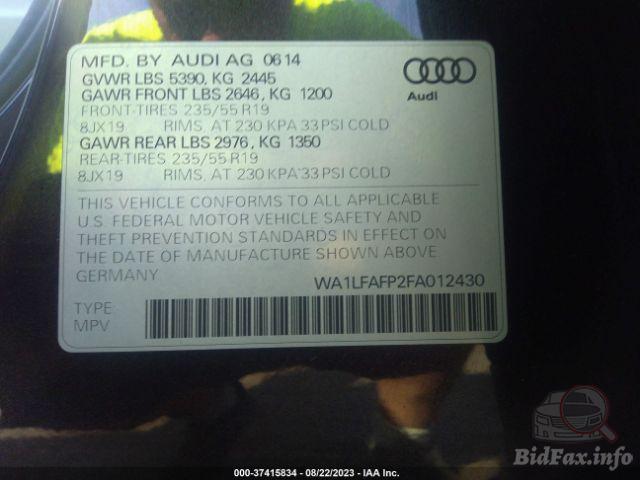 MFD. BY AUDI AG 0614
GVWR LBS 5390, KG 2445
GAWR FRONT LBS 2646, KG 1200
FRONT-TIRES 235/55 R19
8JX19 RIMS, AT 230 KPA 33 PSI COLD
GAWR REAR LBS 2976, KG 1350
REAR-TIRES 235/55 R19
8JX19 RIMS, AT 230 KPA 33 PSI COLD
Audi
THIS VEHICLE CONFORMS TO ALL APPLICABLE
U.S. FEDERAL MOTOR VEHICLE SAFETY AND
THEFT PREVENTION STANDARDS IN EFFECT ON
THE DATE OF MANUFACTURE SHOWN ABOVE
GERMANY
WA1LFAFP2FA012430
TYPE:
MPV
BidFax.info
000-37415834 - 08/22/2023 - IAA Inc.